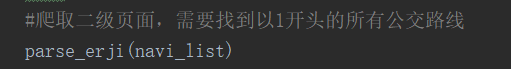 #爬取二级页面，需要找到以1开头的所有公交路线
parse_erji(navi_list)